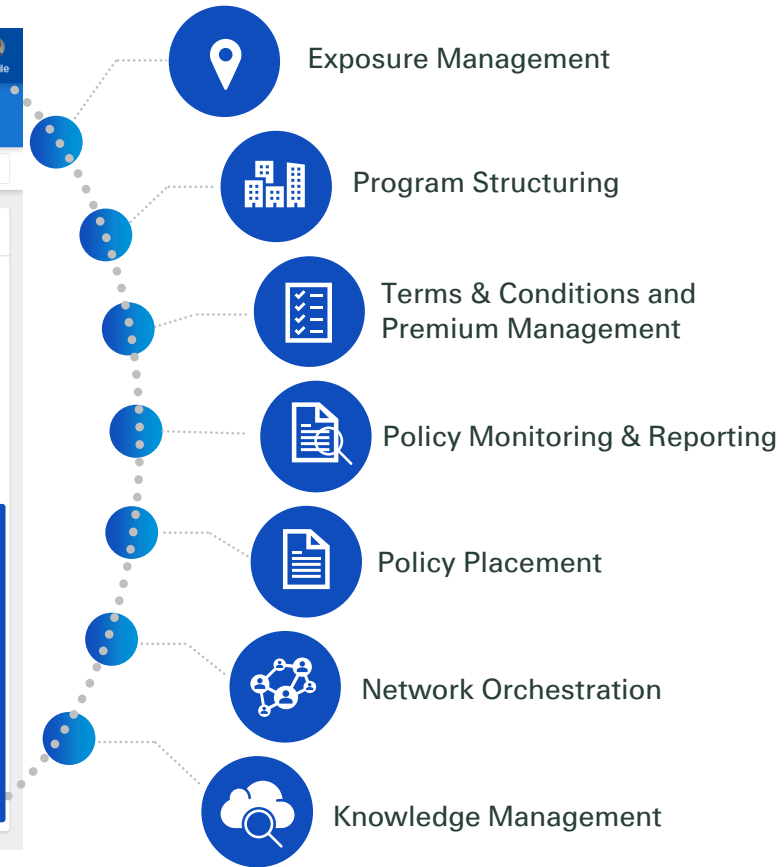 Exposure Management
Program Structuring
Terms & Conditions and
Premium Management
Policy Monitoring & Reporting
Policy Placement
Network Orchestration
Knowledge Management